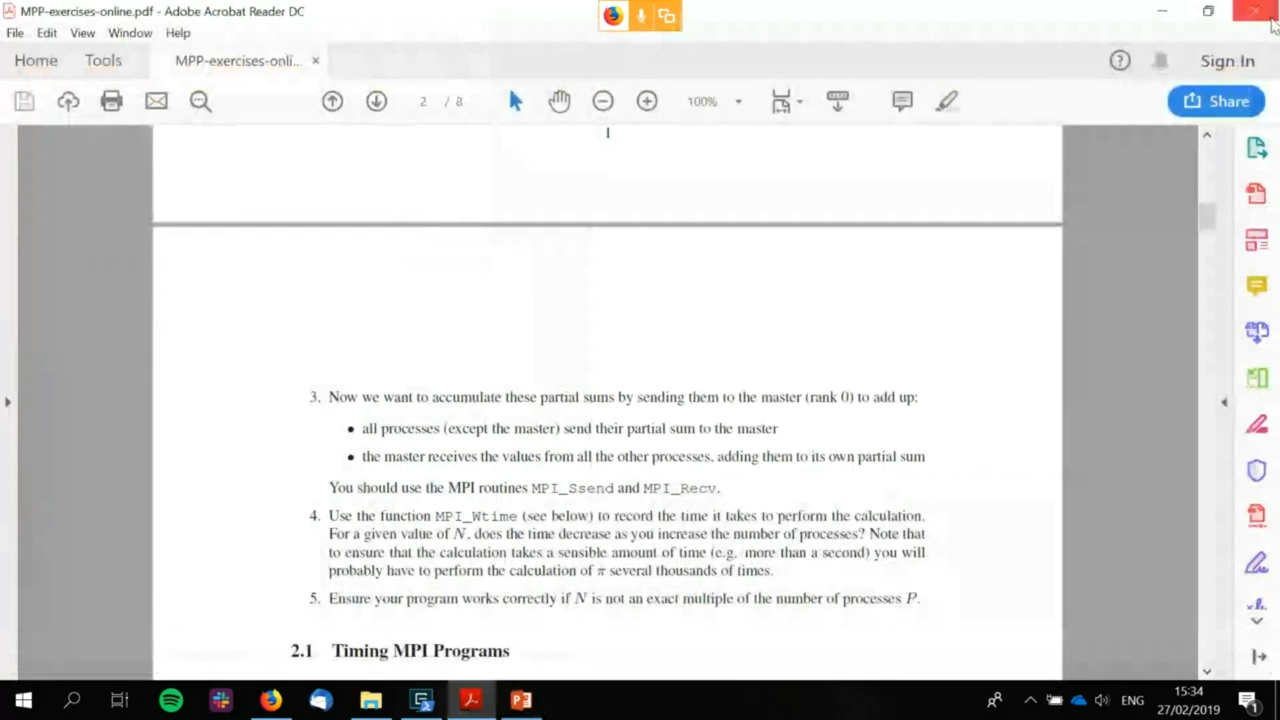 MPP-exercises-online.pdf - Adobe Acrobat Reader DC
File Edit View Window Help
Home Tools MPP-exercises-onli... × Sign In
2 / 8 100% Share
3. Now we want to accumulate these partial sums by sending them to the master (rank 0) to add up:
• all processes (except the master) send their partial sum to the master
• the master receives the values from all the other processes, adding them to its own partial sum
You should use the MPI routines MPI_Ssend and MPI_Recv.
4. Use the function MPI_Wtime (see below) to record the time it takes to perform the calculation.
For a given value of N, does the time decrease as you increase the number of processes? Note that
to ensure that the calculation takes a sensible amount of time (e.g. more than a second) you will
probably have to perform the calculation of π several thousands of times.
5. Ensure your program works correctly if N is not an exact multiple of the number of processes P.
2.1 Timing MPI Programs
ENG
15:34
27/02/2019
1